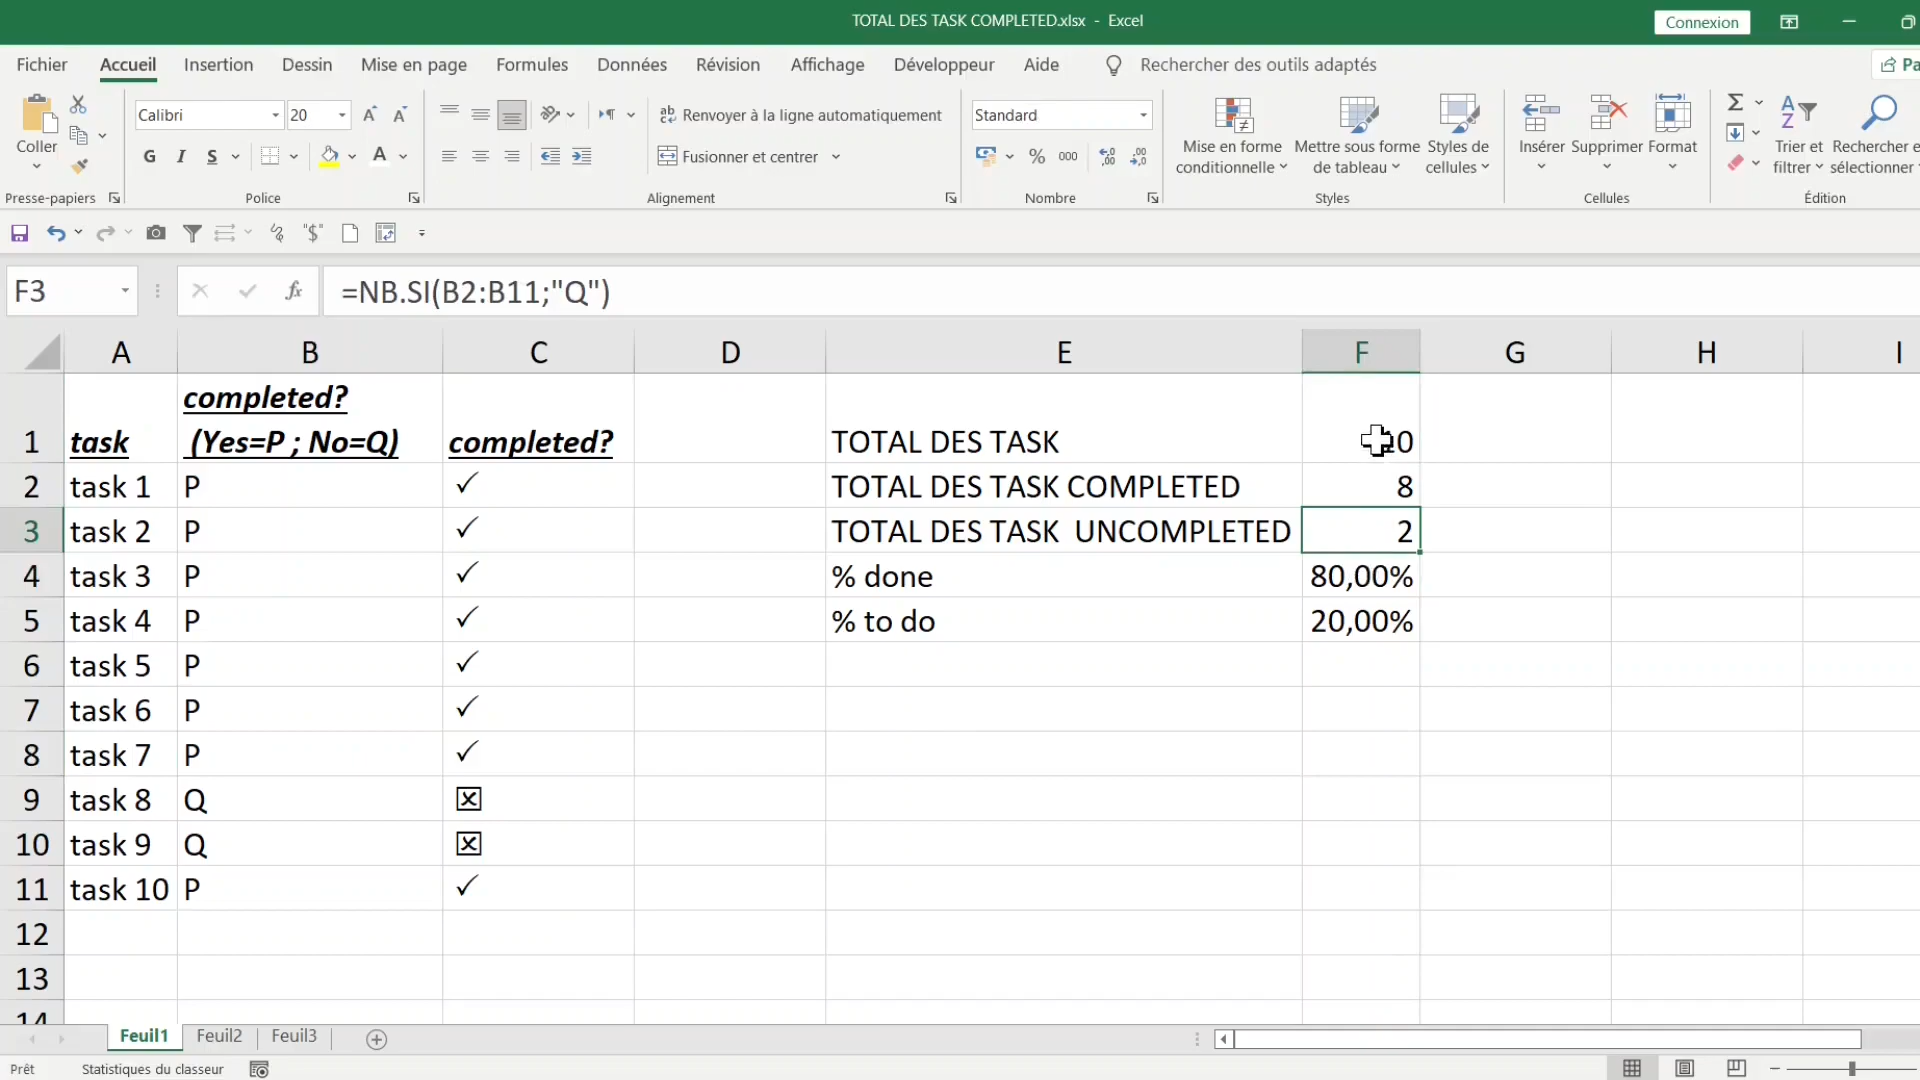 TOTAL DES TASK COMPLETED.xlsx - Excel
Connexion
Fichier Accueil Insertion Dessin Mise en page Formules Données Révision Affichage Développeur Aide Rechercher des outils adaptés
Coller
Calibri 20
G I S
Renvoyer à la ligne automatiquement
Fusionner et centrer
Standard
% 000
Mise en forme conditionnelle
Mettre sous forme de tableau
Styles de cellules
Insérer Supprimer Format
Trier et filtrer
Presse-papiers Police Alignement Nombre Styles Cellules Édition
F3 fx =NB.SI(B2:B11;"Q")
A B C D E F G H I
completed?
1 task (Yes=P ; No=Q) completed? TOTAL DES TASK 10
2 task 1 P ✓ TOTAL DES TASK COMPLETED 8
3 task 2 P ✓ TOTAL DES TASK  UNCOMPLETED 2
4 task 3 P ✓ % done 80,00%
5 task 4 P ✓ % to do 20,00%
6 task 5 P ✓
7 task 6 P ✓
8 task 7 P ✓
9 task 8 Q ☒
10 task 9 Q ☒
11 task 10 P ✓
12
13
14
Feuil1 Feuil2 Feuil3
Prêt Statistiques du classeur